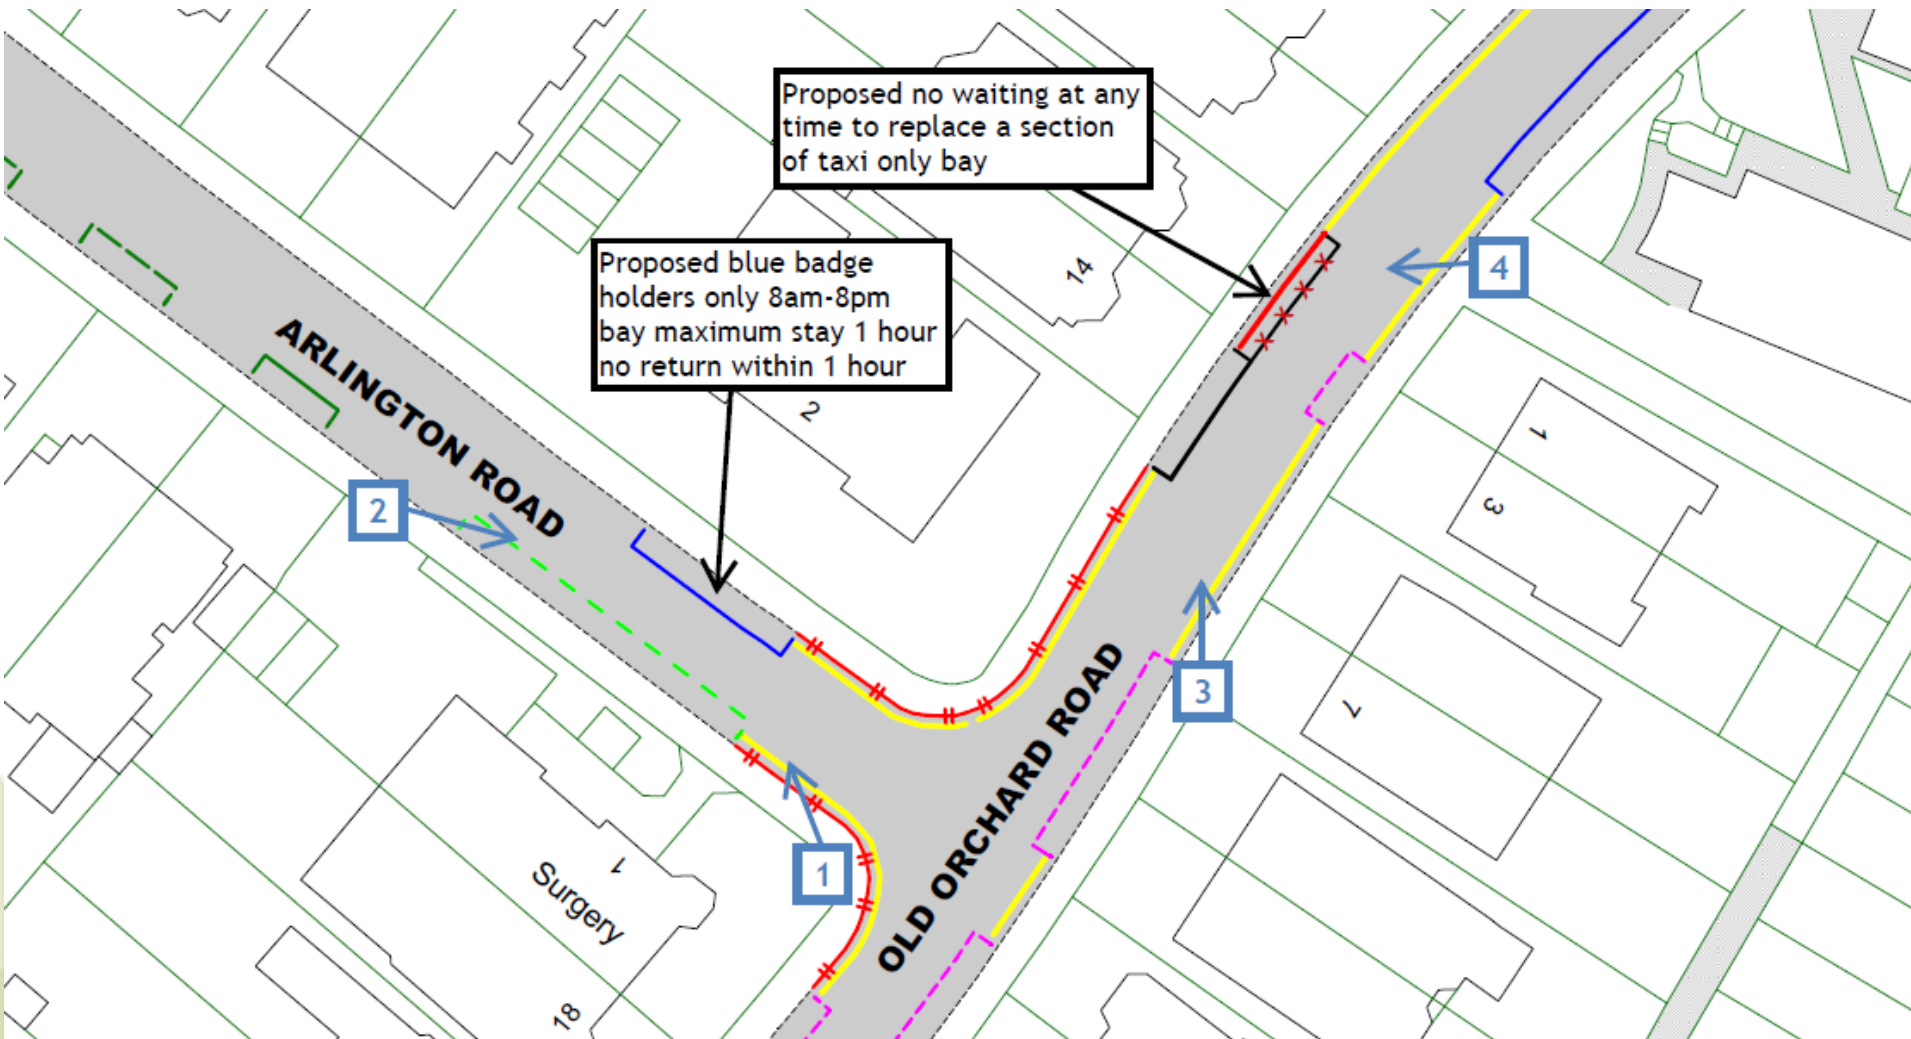 Proposed no waiting at any
time to replace a section
of taxi only bay
Proposed blue badge
holders only 8am-8pm
bay maximum stay 1 hour
no return within 1 hour
14
4
ARLINGTON ROAD
2
1
3
2
3
7
OLD ORCHARD ROAD
1
1
Surgery
18